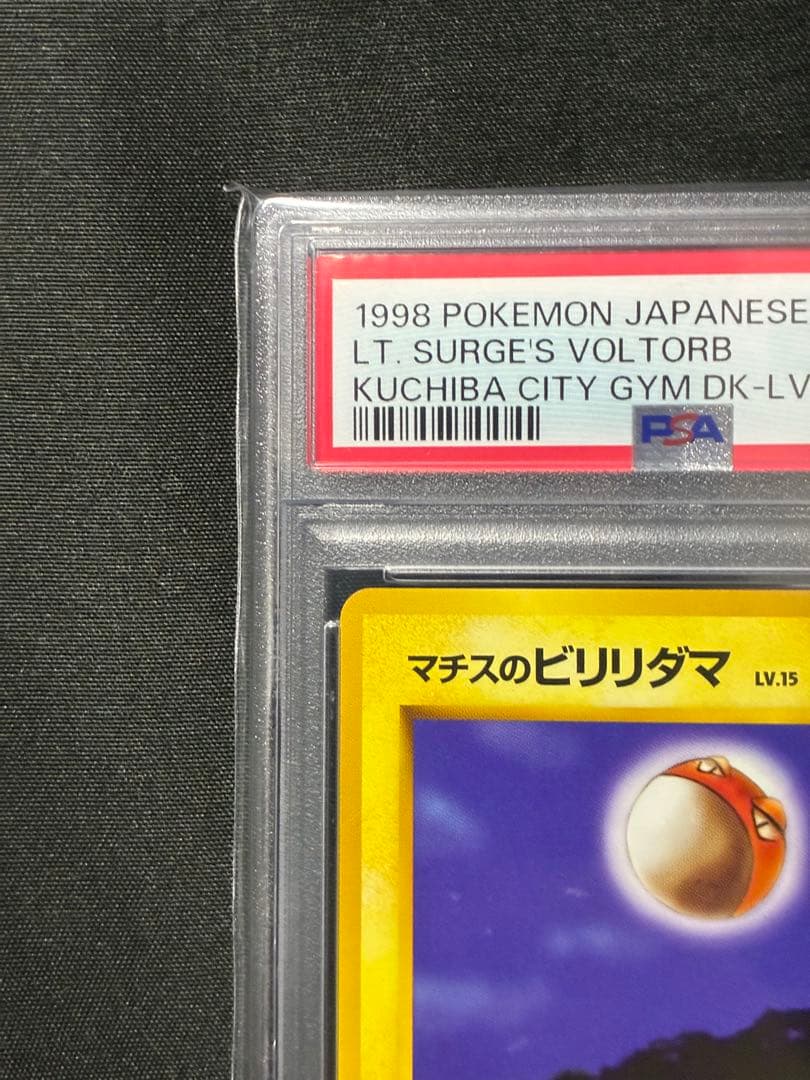 1998 POKEMON JAPANESE
LT. SURGE'S VOLTORB
KUCHIBA CITY GYM DK-LV
PSA
マチスのビリリダマ LV.15